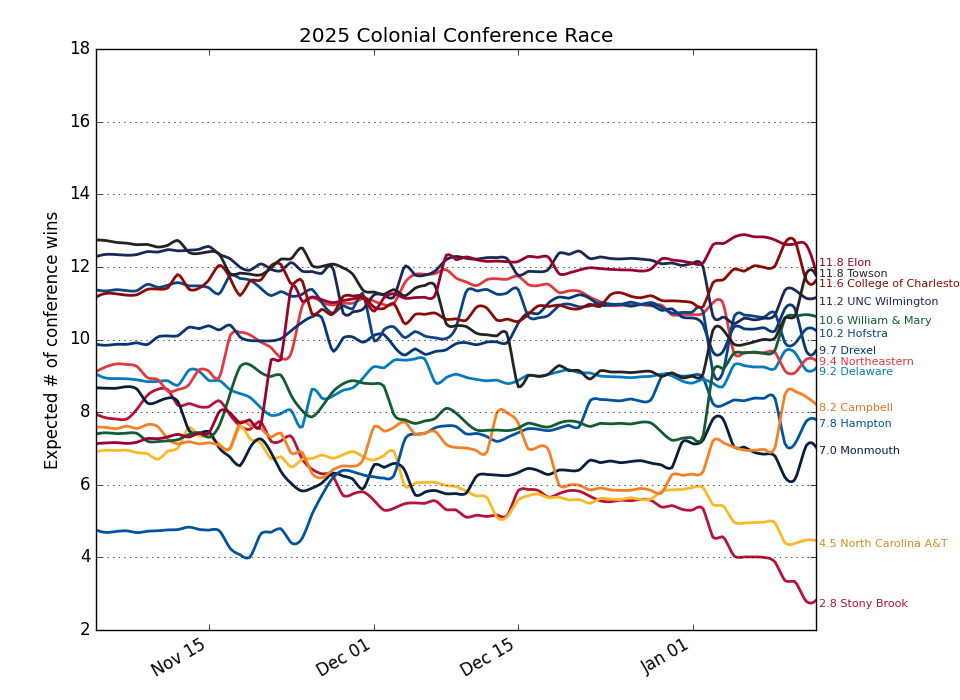 2025 Colonial Conference Race
Expected # of conference wins
18
16
14
12
10
8
6
4
2
Nov 15
Dec 01
Dec 15
Jan 01
11.8 Elon
11.8 Towson
11.6 College of Charlesto
11.2 UNC Wilmington
10.6 William & Mary
10.2 Hofstra
9.7 Drexel
9.4 Northeastern
9.2 Delaware
8.2 Campbell
7.8 Hampton
7.0 Monmouth
4.5 North Carolina A&T
2.8 Stony Brook